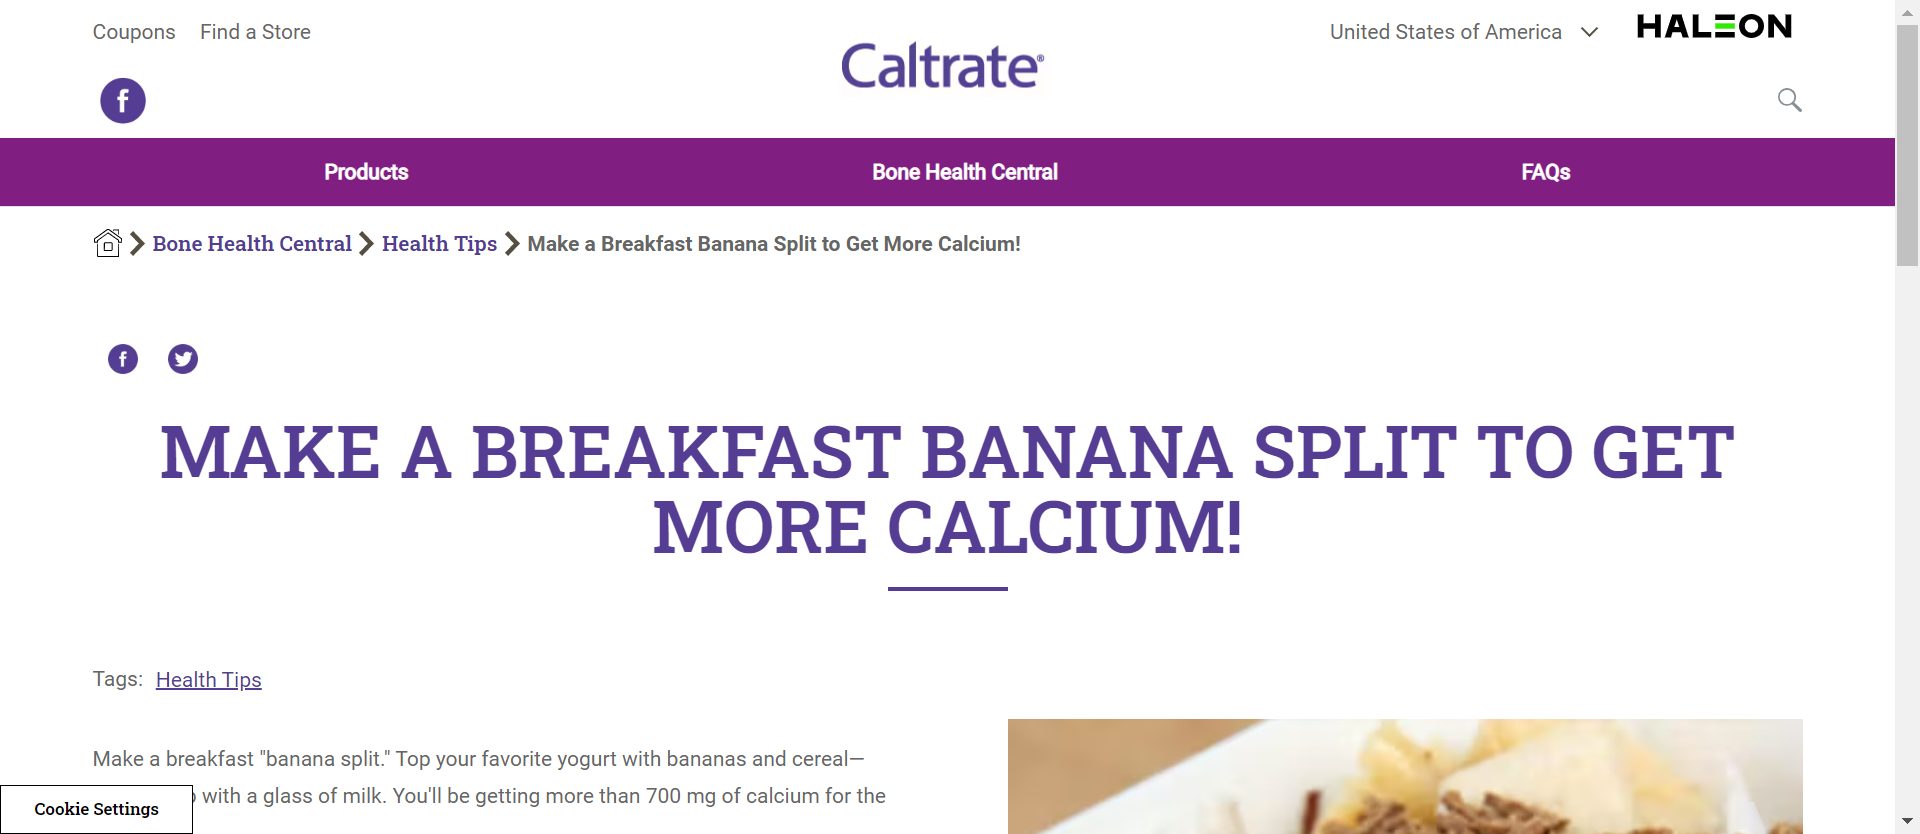 Coupons Find a Store
United States of America
HALEON
Caltrate®
Products Bone Health Central FAQs
Bone Health Central Health Tips Make a Breakfast Banana Split to Get More Calcium!
MAKE A BREAKFAST BANANA SPLIT TO GET
MORE CALCIUM!
Tags: Health Tips
Make a breakfast "banana split." Top your favorite yogurt with bananas and cereal—
with a glass of milk. You'll be getting more than 700 mg of calcium for the
Cookie Settings